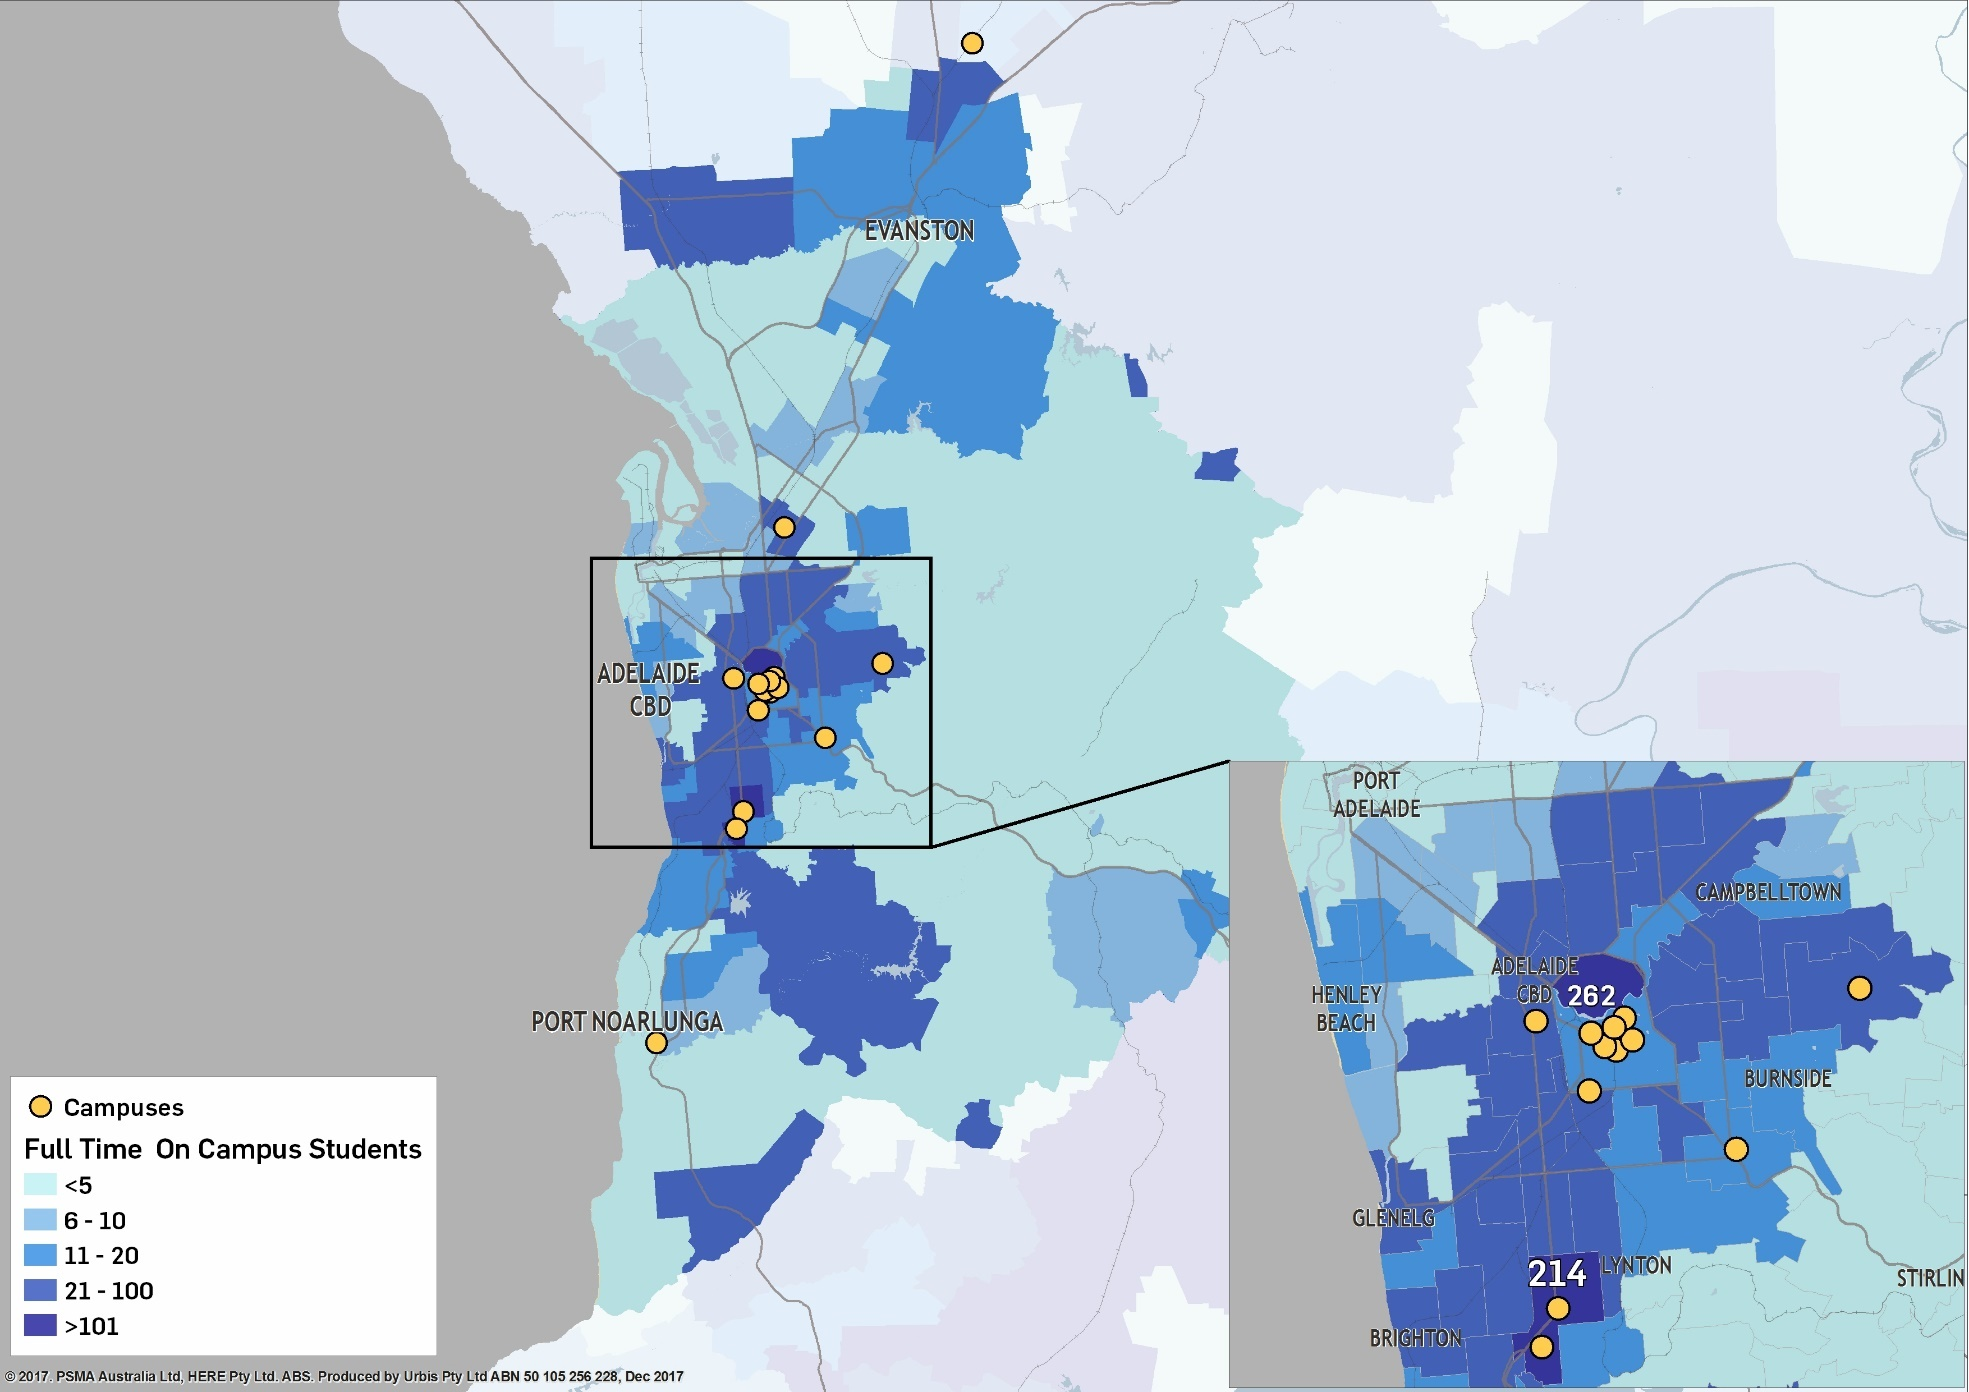 EVANSTON
ADELAIDE
CBD
PORT NOARLUNGA
PORT
ADELAIDE
CAMPBELLTOWN
ADELAIDE
CBD
262
HENLEY
BEACH
BURNSIDE
GLENELG
214
LYNTON
STIRLIN
BRIGHTON
Campuses
Full Time On Campus Students
<5
6 - 10
11 - 20
21 - 100
>101
© 2017. PSMA Australia Ltd, HERE Pty Ltd. ABS. Produced by Urbis Pty Ltd ABN 50 105 256 228, Dec 2017